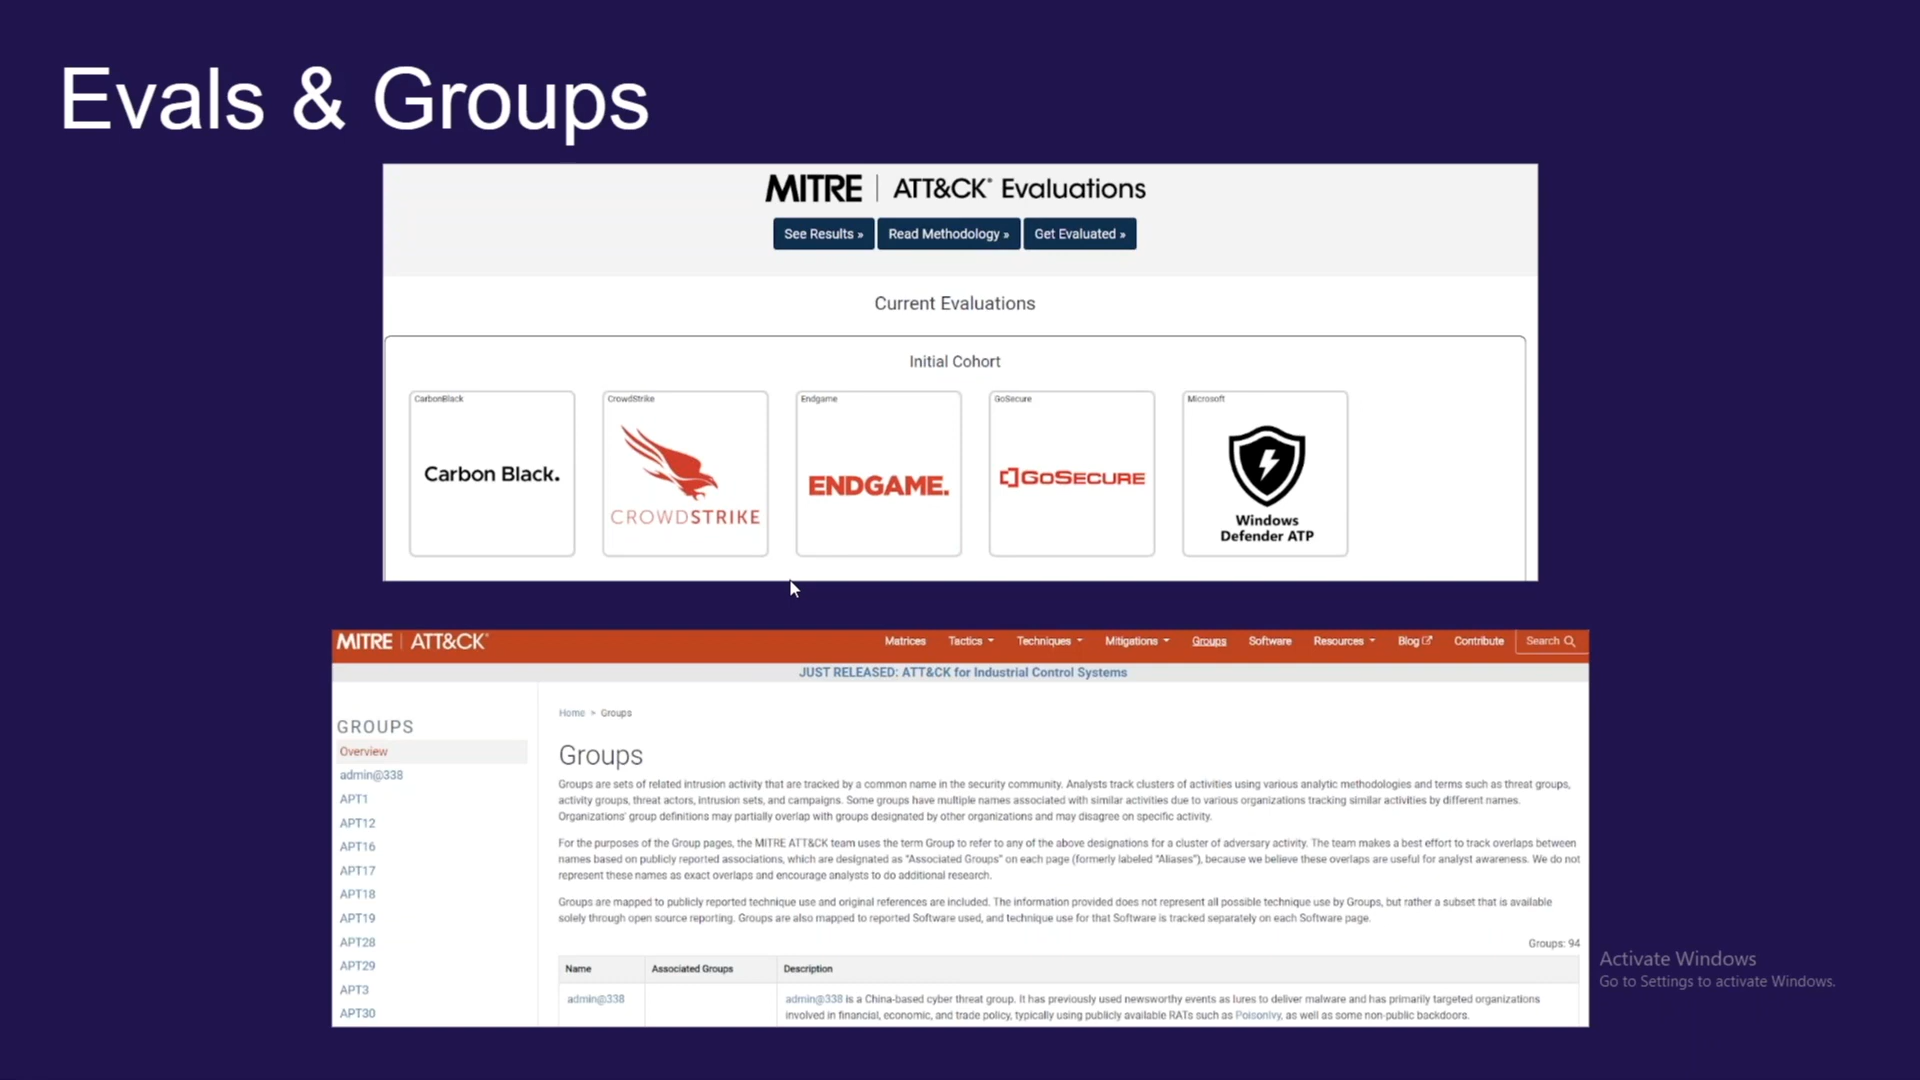 Evals & Groups
MITRE | ATT&CK® Evaluations
See Results » Read Methodology » Get Evaluated »
Current Evaluations
Initial Cohort
CarbonBlack
Carbon Black.
CrowdStrike
CROWDSTRIKE
Endgame
ENDGAME.
GoSecure
GOSECURE
Microsoft
Windows
Defender ATP
MITRE | ATT&CK® Matrices Tactics Techniques Mitigations Groups Software Resources Blog Contribute Search
JUST RELEASED: ATT&CK for Industrial Control Systems
GROUPS
Overview
admin@338
APT1
APT12
APT16
APT17
APT18
APT19
APT28
APT29
APT3
APT30
Home > Groups
Groups
Groups are sets of related intrusion activity that are tracked by a common name in the security community. Analysts track clusters of activities using various analytic methodologies and terms such as threat groups,
activity groups, threat actors, intrusion sets, and campaigns. Some groups have multiple names associated with similar activities due to various organizations tracking similar activities by different names.
Organizations' group definitions may partially overlap with groups designated by other organizations and may disagree on specific activity.
For the purposes of the Group pages, the MITRE ATT&CK team uses the term Group to refer to any of the above designations for a cluster of adversary activity. The team makes a best effort to track overlaps between
names based on publicly reported associations, which are designated as "Associated Groups" on each page (formerly labeled "Aliases"), because we believe these overlaps are useful for analyst awareness. We do not
represent these names as exact overlaps and encourage analysts to do additional research.
Groups are mapped to publicly reported technique use and original references are included. The information provided does not represent all possible technique use by Groups, but rather a subset that is available
solely through open source reporting. Groups are also mapped to reported Software used, and technique use for that Software is tracked separately on each Software page.
Groups: 94
Name Associated Groups Description
admin@338 admin@338 is a China-based cyber threat group. It has previously used newsworthy events as lures to deliver malware and has primarily targeted organizations
involved in financial, economic, and trade policy, typically using publicly available RATs such as PoisonIvy, as well as some non-public backdoors.
Activate Windows
Go to Settings to activate Windows.